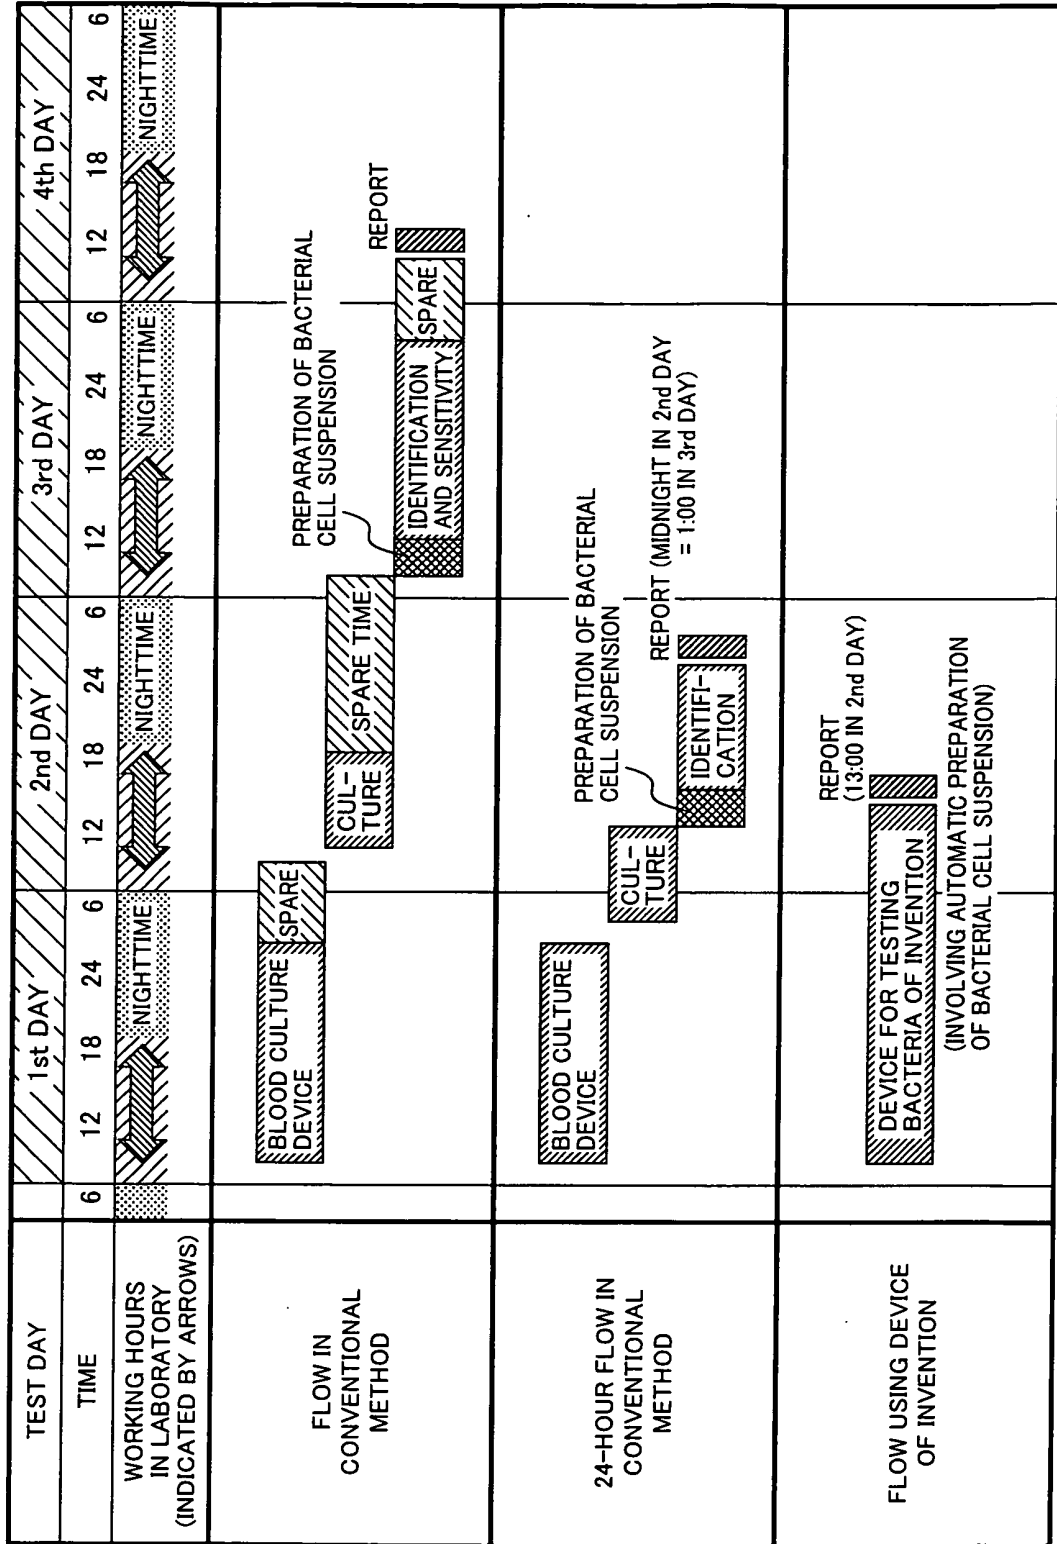 TEST DAY
1st DAY
2nd DAY
3rd DAY
4th DAY
TIME
6
12
18
24
6
12
18
24
6
12
18
24
6
12
18
24
6
WORKING HOURS
IN LABORATORY
(INDICATED BY ARROWS)
NIGHTTIME
NIGHTTIME
NIGHTTIME
NIGHTTIME
FLOW IN
CONVENTIONAL
METHOD
BLOOD CULTURE
DEVICE
SPARE
CUL-
TURE
SPARE TIME
PREPARATION OF BACTERIAL
CELL SUSPENSION
IDENTIFICATION
AND SENSITIVITY
SPARE
REPORT
24-HOUR FLOW IN
CONVENTIONAL
METHOD
BLOOD CULTURE
DEVICE
CUL-
TURE
PREPARATION OF BACTERIAL
CELL SUSPENSION
IDENTIFI-
CATION
REPORT (MIDNIGHT IN 2nd DAY
= 1:00 IN 3rd DAY)
FLOW USING DEVICE
OF INVENTION
DEVICE FOR TESTING
BACTERIA OF INVENTION
REPORT
(13:00 IN 2nd DAY)
(INVOLVING AUTOMATIC PREPARATION
OF BACTERIAL CELL SUSPENSION)